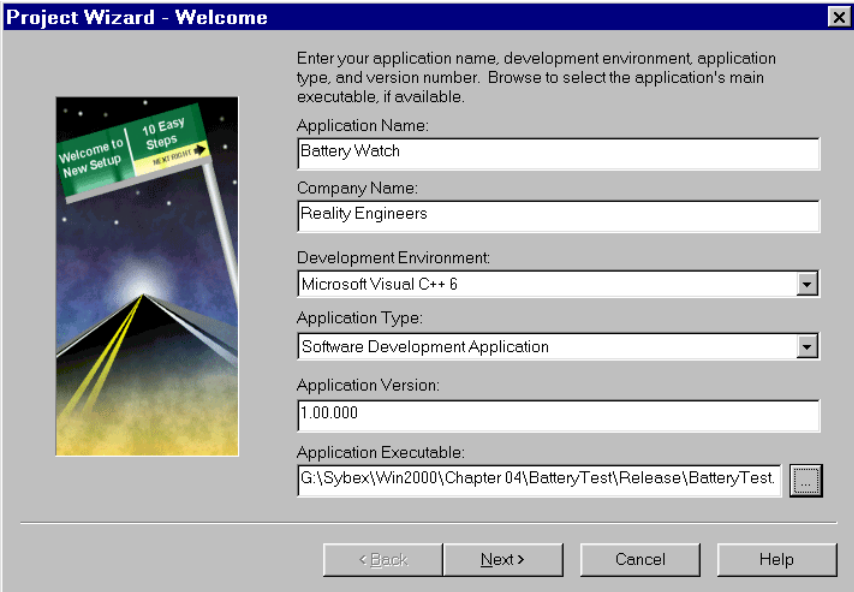 Project Wizard - Welcome
Enter your application name, development environment, application
type, and version number. Browse to select the application's main
executable, if available.
Welcome to
New Setup
10 Easy
Steps
NEXT RIGHT
Application Name:
Battery Watch
Company Name:
Reality Engineers
Development Environment:
Microsoft Visual C++ 6
Application Type:
Software Development Application
Application Version:
1.00.000
Application Executable:
G:\Sybex\Win2000\Chapter 04\BatteryTest\Release\BatteryTest.
...
< Back
Next >
Cancel
Help